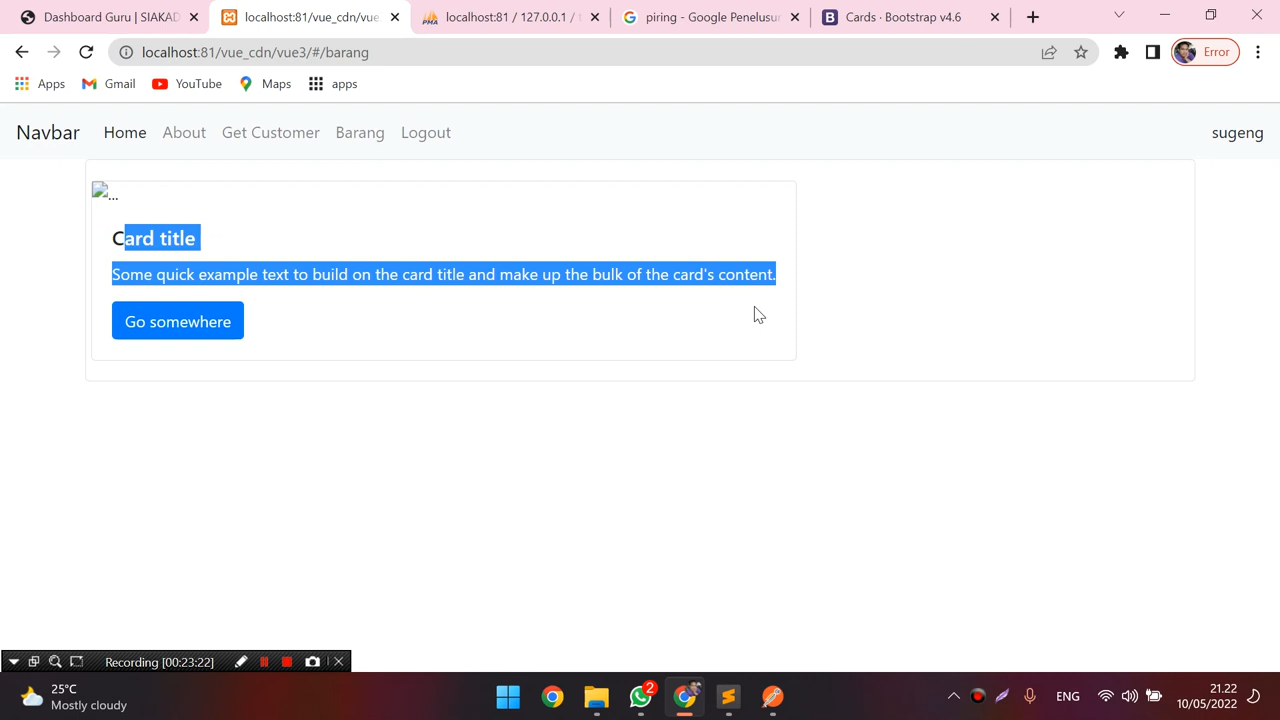 Dashboard Guru | SIAKAD
localhost:81/vue_cdn/vue
PMA
localhost:81 / 127.0.0.1 /
G piring - Google Penelusu
B Cards · Bootstrap v4.6
localhost:81/vue_cdn/vue3/#/barang
Error
Apps Gmail YouTube Maps apps
Navbar Home About Get Customer Barang Logout sugeng
...
Card title
Some quick example text to build on the card title and make up the bulk of the card's content.
Go somewhere
Recording [00:23:22]
25°C
Mostly cloudy
2
ENG
21.22
10/05/2022